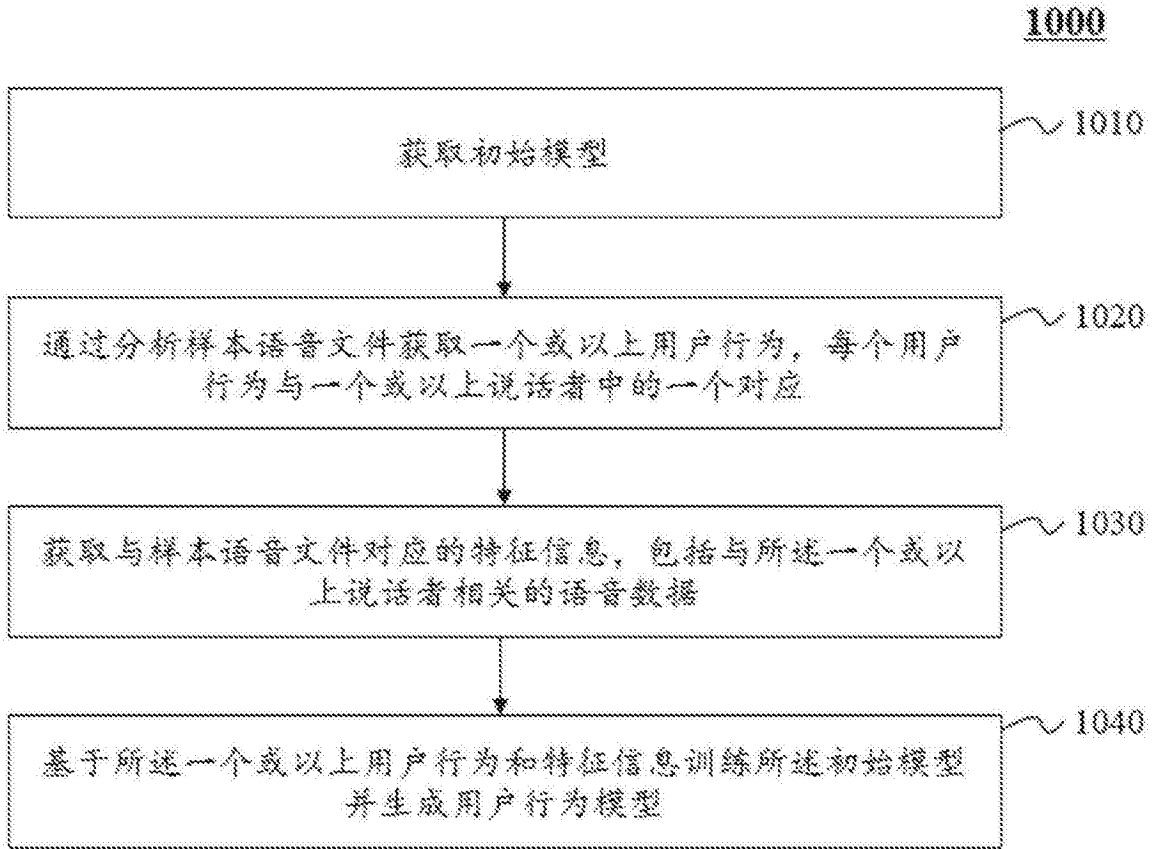 1000
获取初始模型
1010
通过分析样本语音文件获取一个或以上用户行为，每个用户
行为与一个或以上说话者中的一个对应
1020
获取与样本语音文件对应的特征信息，包括与所述一个或以
上说话者相关的语音数据
1030
基于所述一个或以上用户行为和特征信息训练所述初始模型
并生成用户行为模型
1040